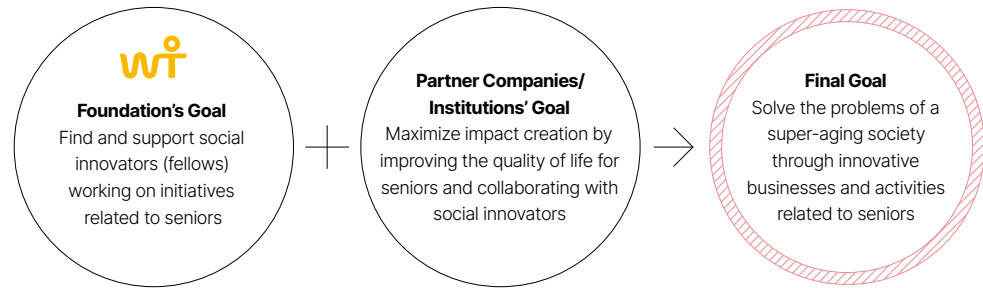 WT
Foundation's Goal
Find and support social
innovators (fellows)
working on initiatives
related to seniors
Partner Companies/
Institutions' Goal
Maximize impact creation by
improving the quality of life for
seniors and collaborating with
social innovators
Final Goal
Solve the problems of a
super-aging society
through innovative
businesses and activities
related to seniors